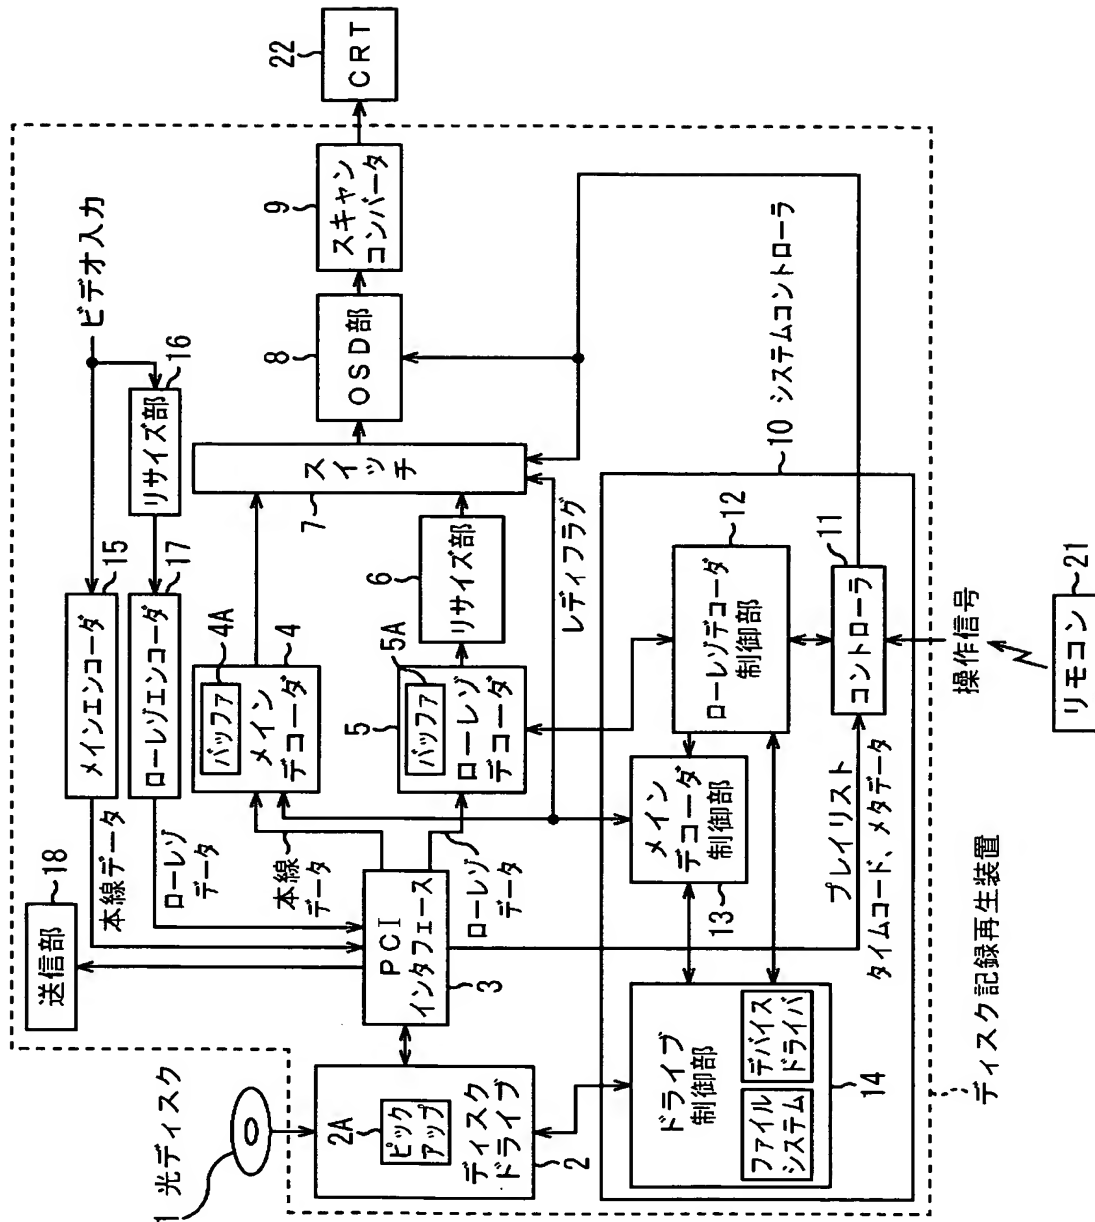 1 光ディスク
2A
ピック
アップ
ディスク
ドライブ
2
18
送信部
本線データ
ローレゾ
データ
PCI
インタフェース
3
本線
データ
ローレゾ
データ
15
メインエンコーダ
17
ローレゾエンコーダ
16
リサイズ部
ビデオ入力
4A
バッファ
メイン
デコーダ
4
5A
バッファ
ローレゾ
デコーダ
5
6
リサイズ部
7
スイッチ
レディフラグ
8
OSD部
9
スキャン
コンバータ
22
CRT
10 システムコントローラ
12
ローレゾデコーダ
制御部
11
コントローラ
メイン
デコーダ
制御部
13
プレイリスト
タイムコード、メタデータ
ドライブ
制御部
ファイル
システム
デバイス
ドライバ
14
操作信号
リモコン
21
ディスク記録再生装置